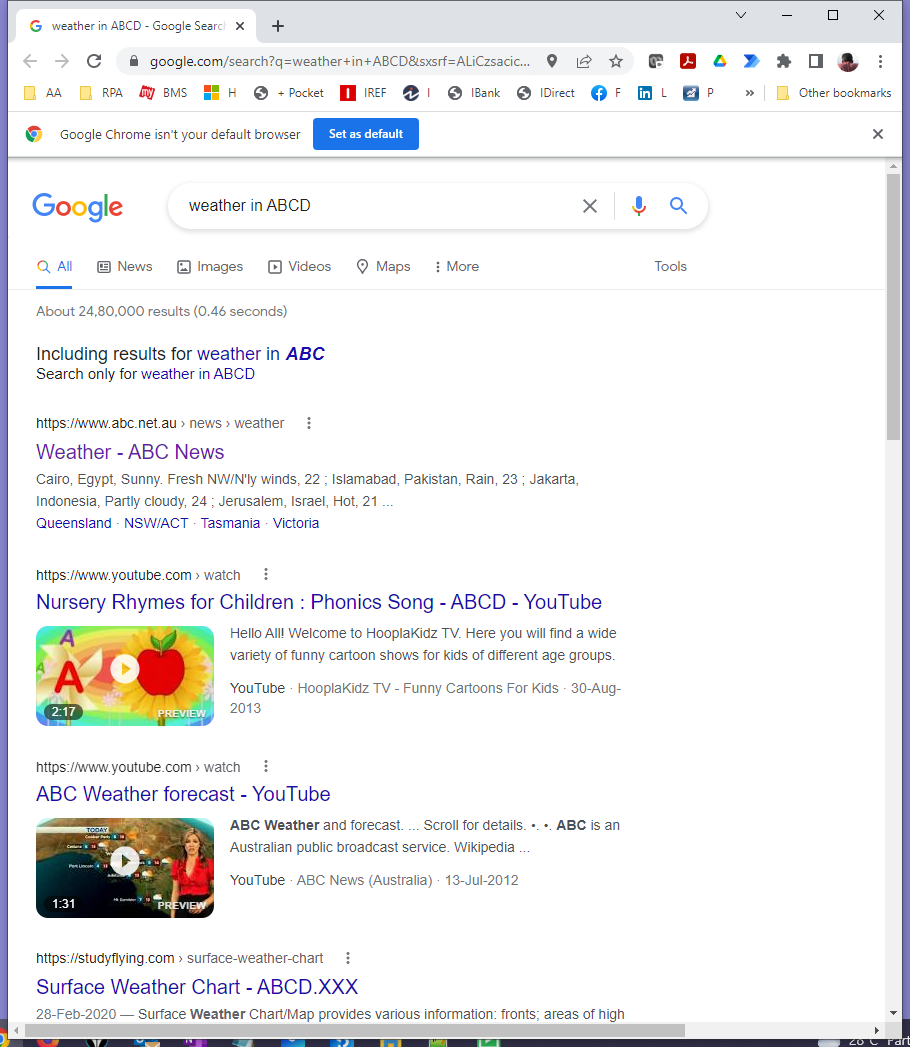 weather in ABCD - Google Searc
google.com/search?q=weather+in+ABCD&sxsrf=ALiCzsacic...
AA RPA BMS H + Pocket IREF I IBank IDirect F L P » Other bookmarks
Google Chrome isn't your default browser Set as default
Google weather in ABCD
All News Images Videos Maps More Tools
About 24,80,000 results (0.46 seconds)
Including results for weather in ABC
Search only for weather in ABCD
https://www.abc.net.au › news › weather
Weather - ABC News
Cairo, Egypt, Sunny. Fresh NW/N'ly winds, 22 ; Islamabad, Pakistan, Rain, 23 ; Jakarta,
Indonesia, Partly cloudy, 24 ; Jerusalem, Israel, Hot, 21 ...
Queensland · NSW/ACT · Tasmania · Victoria
https://www.youtube.com › watch
Nursery Rhymes for Children : Phonics Song - ABCD - YouTube
A
A
2:17 PREVIEW
Hello All! Welcome to HooplaKidz TV. Here you will find a wide
variety of funny cartoon shows for kids of different age groups.
YouTube · HooplaKidz TV - Funny Cartoons For Kids · 30-Aug-
2013
https://www.youtube.com › watch
ABC Weather forecast - YouTube
TODAY
1:31 PREVIEW
ABC Weather and forecast. ... Scroll for details. •. •. ABC is an
Australian public broadcast service. Wikipedia ...
YouTube · ABC News (Australia) · 13-Jul-2012
https://studyflying.com › surface-weather-chart
Surface Weather Chart - ABCD.XXX
28-Feb-2020 — Surface Weather Chart/Map provides various information: fronts; areas of high
28°C Part